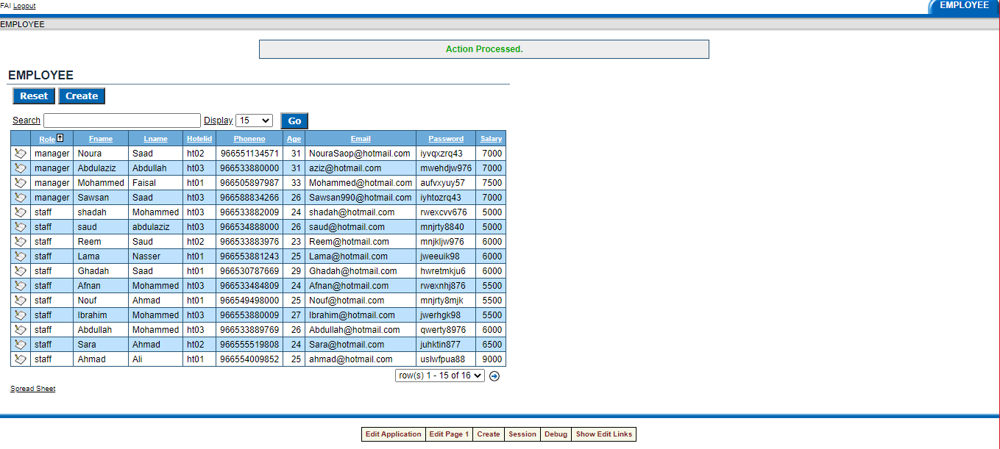 FAI Logout
EMPLOYEE
EMPLOYEE
Action Processed.
EMPLOYEE
Reset Create
Search Display 15 Go
Role Fname Lname Hotelid Phoneno Age Email Password Salary
manager Noura Saad ht02 966551134571 31 NouraSaop@hotmail.com iyvqxzrq43 7000
manager Abdulaziz Abdullah ht03 966533880000 31 aziz@hotmail.com mwehdjw976 7000
manager Mohammed Faisal ht01 966505897987 33 Mohammed@hotmail.com aufvxyuy57 7500
manager Sawsan Saad ht03 966588834266 26 Sawsan990@hotmail.com iyhtozrq43 7000
staff shadah Mohammed ht03 966533882009 24 shadah@hotmail.com rwexcvv676 5000
staff saud abdulaziz ht03 966534888000 26 saud@hotmail.com mnjrty8840 5000
staff Reem Saud ht02 966533883976 23 Reem@hotmail.com mnjkljw976 6000
staff Lama Nasser ht01 966553881243 25 Lama@hotmail.com jweeuik98 6000
staff Ghadah Saad ht01 966530787669 29 Ghadah@hotmail.com hwretmkju6 6000
staff Afnan Mohammed ht03 966533484809 24 Afnan@hotmail.com rwexnhj876 5500
staff Nouf Ahmad ht01 966549498000 25 Nouf@hotmail.com mnjrty8mjk 5500
staff Ibrahim Mohammed ht03 966553880009 27 Ibrahim@hotmail.com jwerhgk98 5500
staff Abdullah Mohammed ht03 966533889769 26 Abdullah@hotmail.com qwerty8976 6000
staff Sara Ahmad ht02 966555519808 24 Sara@hotmail.com juhktin877 6500
staff Ahmad Ali ht01 966554009852 25 ahmad@hotmail.com uslwfpua88 9000
row(s) 1 - 15 of 16
Spread Sheet
Edit Application Edit Page 1 Create Session Debug Show Edit Links